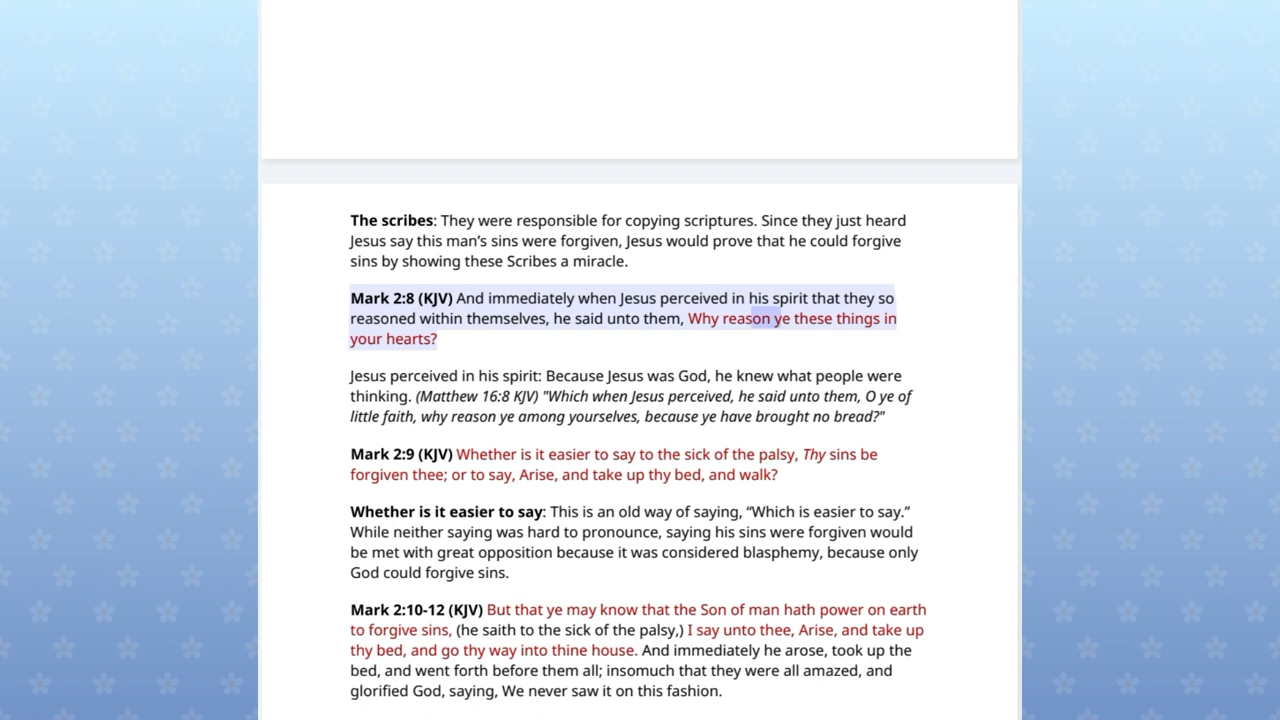 The scribes: They were responsible for copying scriptures. Since they just heard
Jesus say this man’s sins were forgiven, Jesus would prove that he could forgive
sins by showing these Scribes a miracle.
Mark 2:8 (KJV) And immediately when Jesus perceived in his spirit that they so
reasoned within themselves, he said unto them, Why reason ye these things in
your hearts?
Jesus perceived in his spirit: Because Jesus was God, he knew what people were
thinking. (Matthew 16:8 KJV) "Which when Jesus perceived, he said unto them, O ye of
little faith, why reason ye among yourselves, because ye have brought no bread?"
Mark 2:9 (KJV) Whether is it easier to say to the sick of the palsy, Thy sins be
forgiven thee; or to say, Arise, and take up thy bed, and walk?
Whether is it easier to say: This is an old way of saying, “Which is easier to say.”
While neither saying was hard to pronounce, saying his sins were forgiven would
be met with great opposition because it was considered blasphemy, because only
God could forgive sins.
Mark 2:10-12 (KJV) But that ye may know that the Son of man hath power on earth
to forgive sins, (he saith to the sick of the palsy,) I say unto thee, Arise, and take up
thy bed, and go thy way into thine house. And immediately he arose, took up the
bed, and went forth before them all; insomuch that they were all amazed, and
glorified God, saying, We never saw it on this fashion.